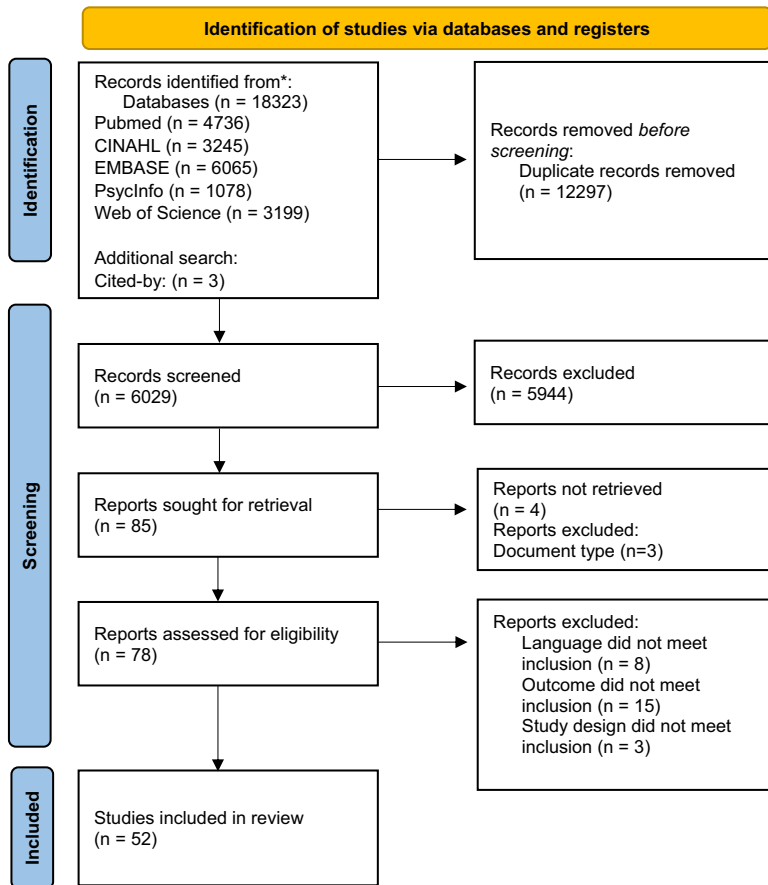 Identification of studies via databases and registers
Identification
Records identified from*:
Databases (n = 18323)
Pubmed (n = 4736)
CINAHL (n = 3245)
EMBASE (n = 6065)
PsycInfo (n = 1078)
Web of Science (n = 3199)
Additional search:
Cited-by: (n = 3)
Records removed before
screening:
Duplicate records removed
(n = 12297)
Screening
Records screened
(n = 6029)
Records excluded
(n = 5944)
Reports sought for retrieval
(n = 85)
Reports not retrieved
(n = 4)
Reports excluded:
Document type (n=3)
Reports assessed for eligibility
(n = 78)
Reports excluded:
Language did not meet
inclusion (n = 8)
Outcome did not meet
inclusion (n = 15)
Study design did not meet
inclusion (n = 3)
Included
Studies included in review
(n = 52)